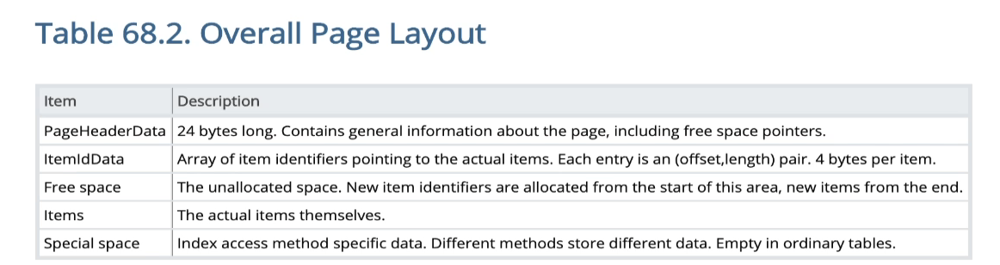 Table 68.2. Overall Page Layout
Item Description
PageHeaderData 24 bytes long. Contains general information about the page, including free space pointers.
ItemIdData Array of item identifiers pointing to the actual items. Each entry is an (offset,length) pair. 4 bytes per item.
Free space The unallocated space. New item identifiers are allocated from the start of this area, new items from the end.
Items The actual items themselves.
Special space Index access method specific data. Different methods store different data. Empty in ordinary tables.